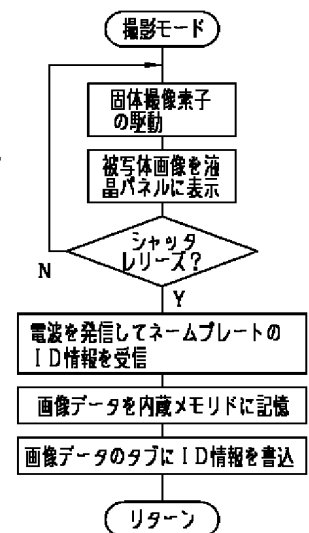 撮影モード
固体撮像素子
の駆動
被写体画像を液
晶パネルに表示
シャッタ
レリーズ?
N
Y
電波を発信してネームプレートの
ID情報を受信
画像データを内蔵メモリドに記憶
画像データのタブにID情報を書込
リターン